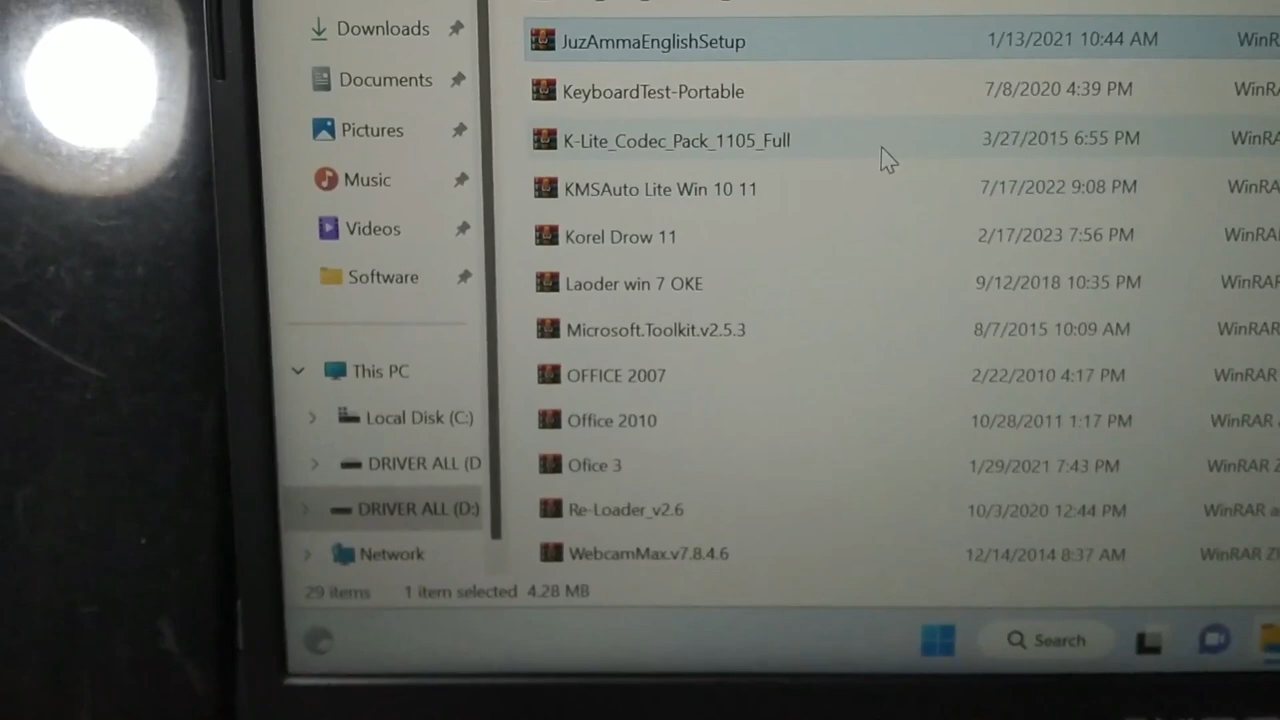 Downloads
Documents
Pictures
Music
Videos
Software
This PC
Local Disk (C:)
DRIVER ALL (D
DRIVER ALL (D:)
Network
JuzAmmaEnglishSetup 1/13/2021 10:44 AM WinR
KeyboardTest-Portable 7/8/2020 4:39 PM WinR
K-Lite_Codec_Pack_1105_Full 3/27/2015 6:55 PM WinRA
KMSAuto Lite Win 10 11 7/17/2022 9:08 PM WinRA
Korel Drow 11 2/17/2023 7:56 PM WinRA
Laoder win 7 OKE 9/12/2018 10:35 PM WinRAR
Microsoft.Toolkit.v2.5.3 8/7/2015 10:09 AM WinRAR
OFFICE 2007 2/22/2010 4:17 PM WinRAR
Office 2010 10/28/2011 1:17 PM WinRAR
Ofice 3 1/29/2021 7:43 PM WinRAR Z
Re-Loader_v2.6 10/3/2020 12:44 PM WinRAR a
WebcamMax.v7.8.4.6 12/14/2014 8:37 AM WinRAR Z
29 items 1 item selected 4.28 MB
Search